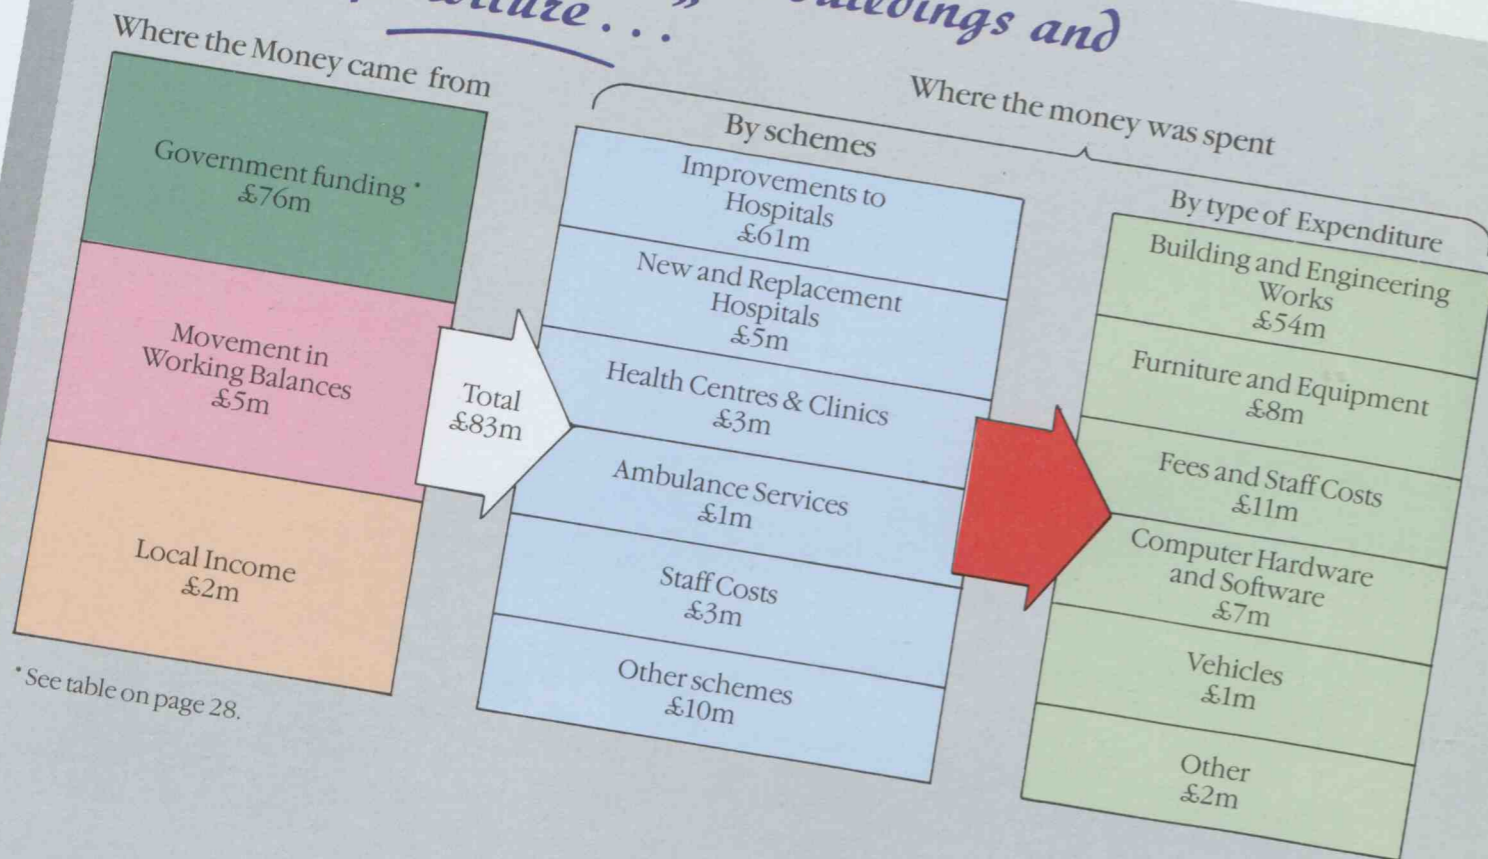 buildings and
Where the Money came from
Government funding *
£76m
Movement in
Working Balances
£5m
Local Income
£2m
* See table on page 28.
Total
£83m
Where the money was spent
By schemes
Improvements to
Hospitals
£61m
New and Replacement
Hospitals
£5m
Health Centres & Clinics
£3m
Ambulance Services
£1m
Staff Costs
£3m
Other schemes
£10m
By type of Expenditure
Building and Engineering
Works
£54m
Furniture and Equipment
£8m
Fees and Staff Costs
£11m
Computer Hardware
and Software
£7m
Vehicles
£1m
Other
£2m